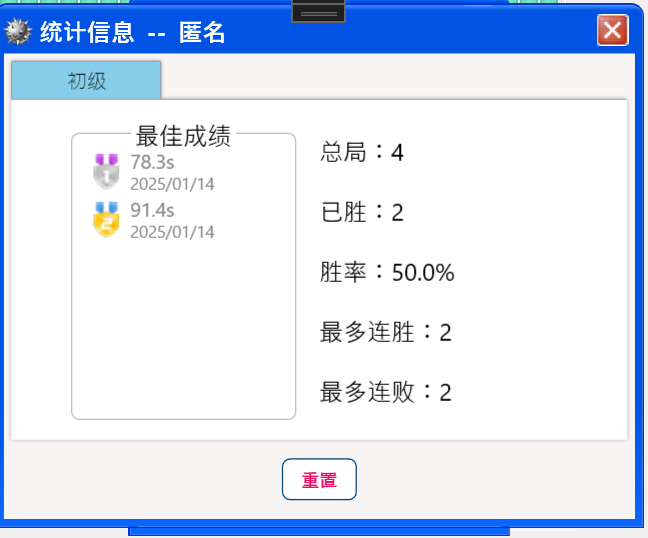 统计信息 -- 匿名
初级
最佳成绩
1
78.3s
2025/01/14
2
91.4s
2025/01/14
总局：4
已胜：2
胜率：50.0%
最多连胜：2
最多连败：2
重置